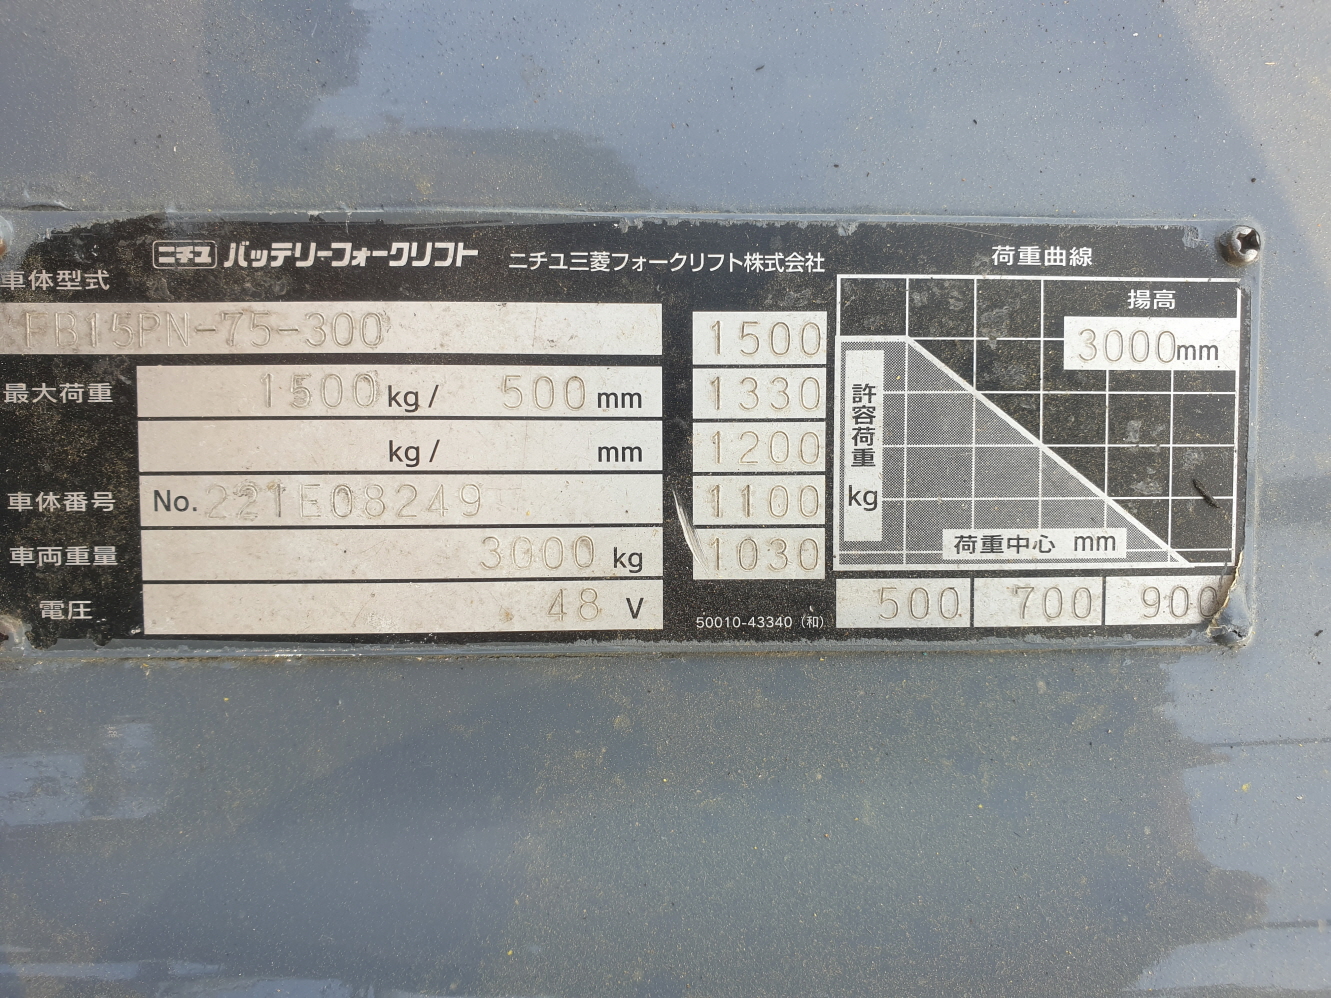 ニチユ バッテリーフォークリフト ニチユ三菱フォークリフト株式会社
車体型式
FB15PN-75-300
最大荷重 1500 kg/ 500 mm
kg/ mm
車体番号 No. 221E08249
車両重量 3000 kg
電圧 48 V
1500
1330
1200
1100
1030
50010-43340 (和)
荷重曲線
揚高
3000mm
許容荷重
kg
荷重中心 mm
500 700 900